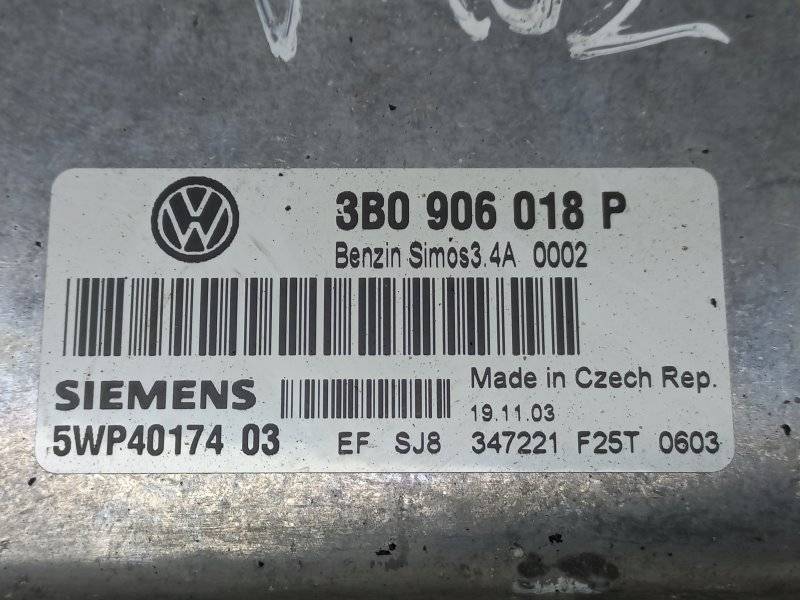 VW
3B0 906 018 P
Benzin Simos3.4A 0002
SIEMENS
Made in Czech Rep.
19.11.03
5WP40174 03
EF SJ8 347221 F25T 0603